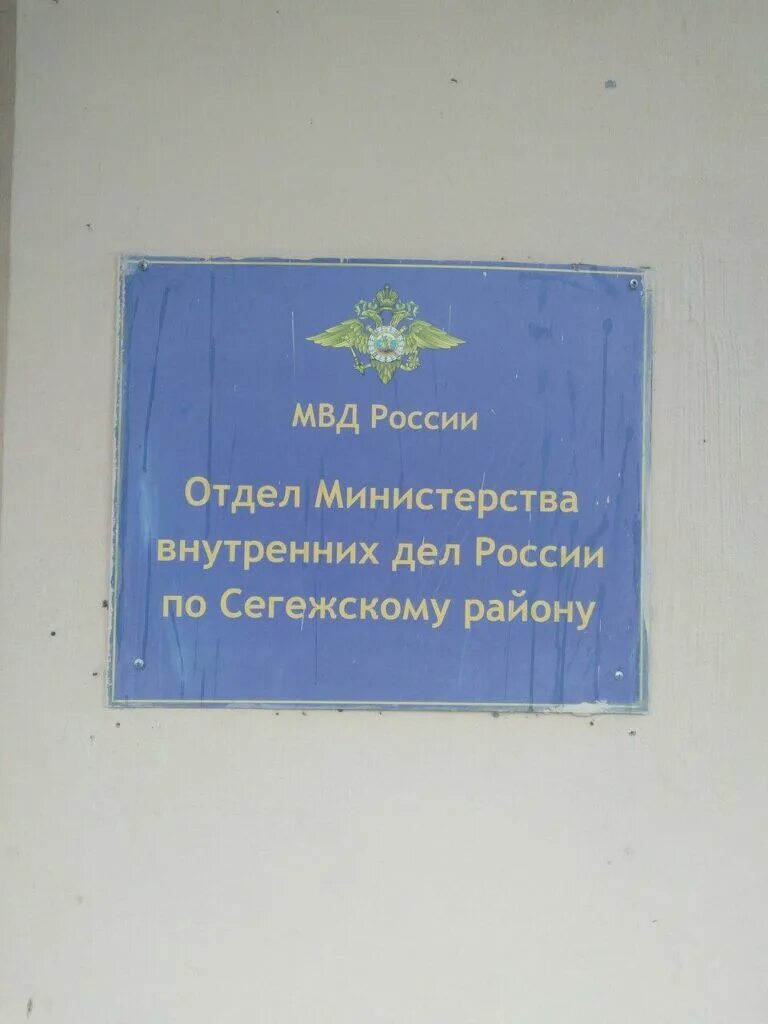 МВД России
Отдел Министерства
внутренних дел России
по Сегежскому району